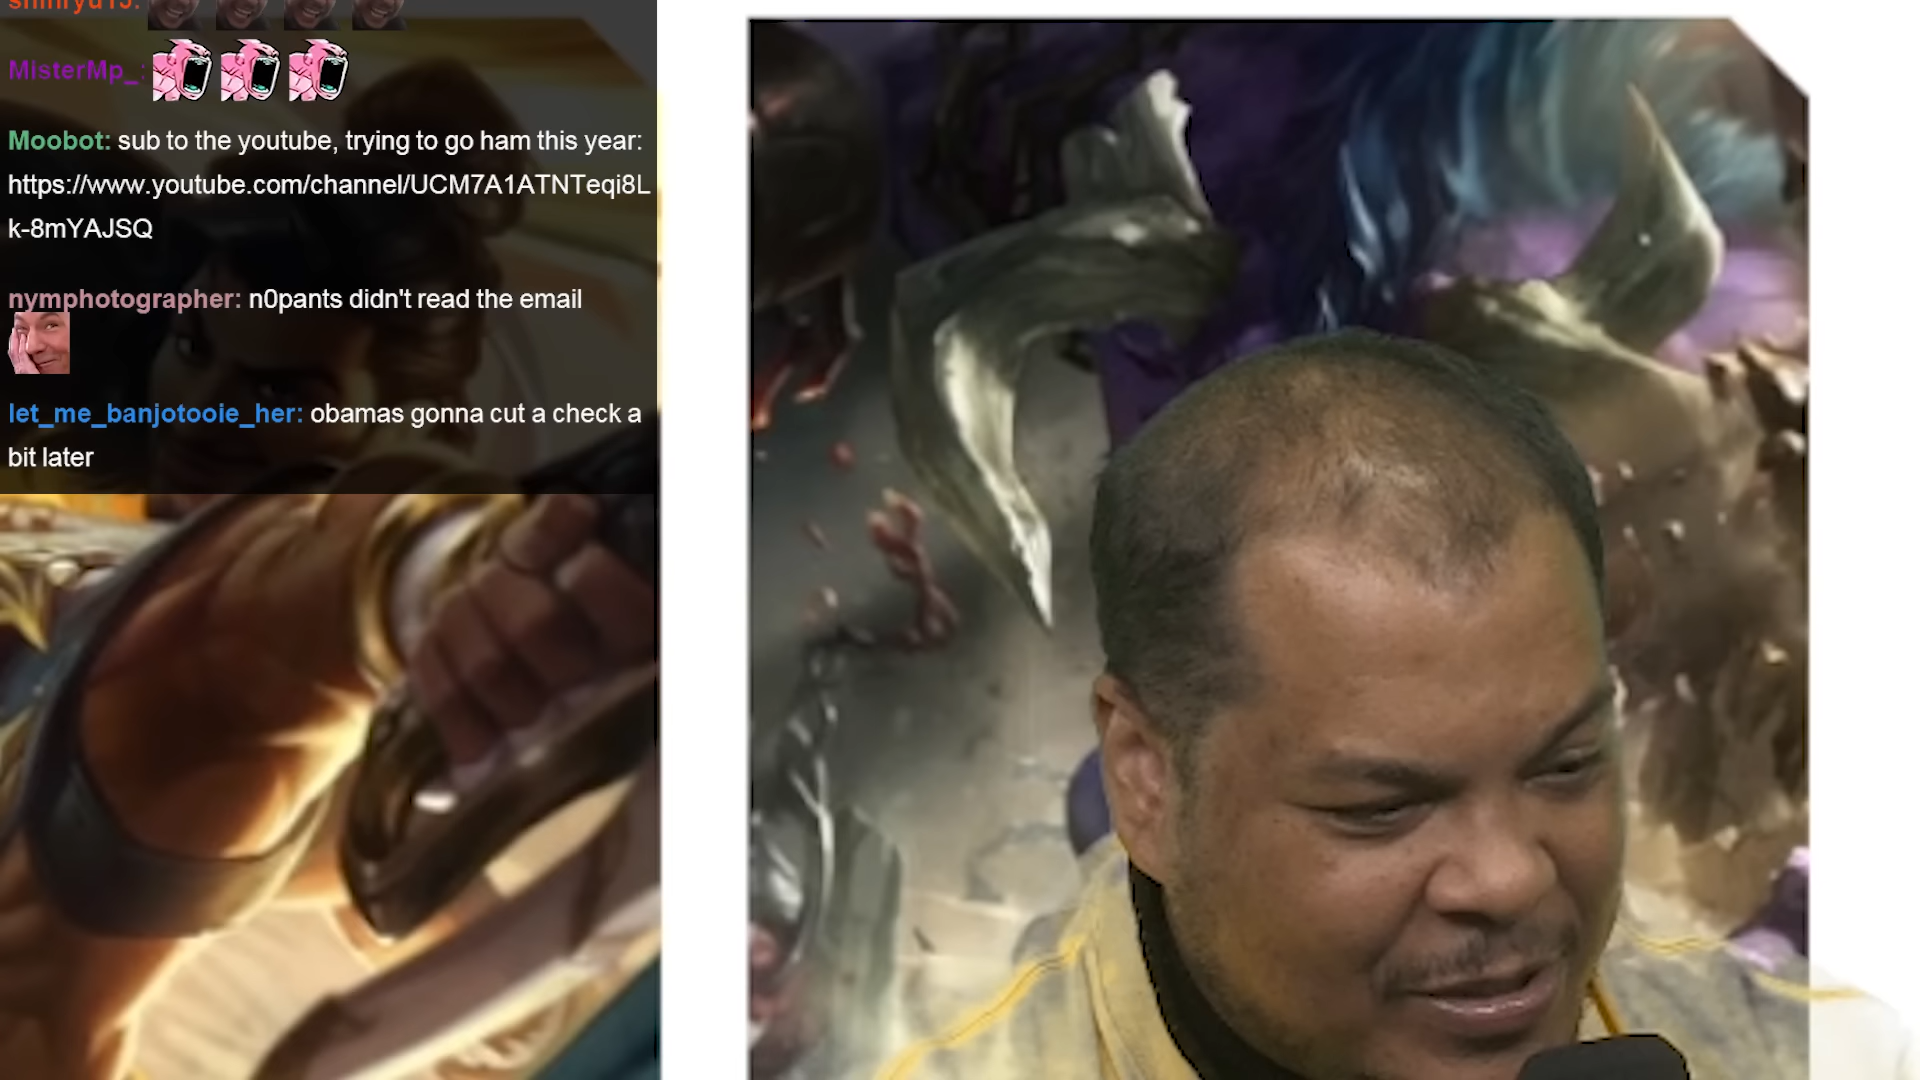 shinryu15:
MisterMp_:
Moobot: sub to the youtube, trying to go ham this year:
https://www.youtube.com/channel/UCM7A1ATNTeqi8L
k-8mYAJSQ
nymphotographer: n0pants didn't read the email
let_me_banjotooie_her: obamas gonna cut a check a
bit later